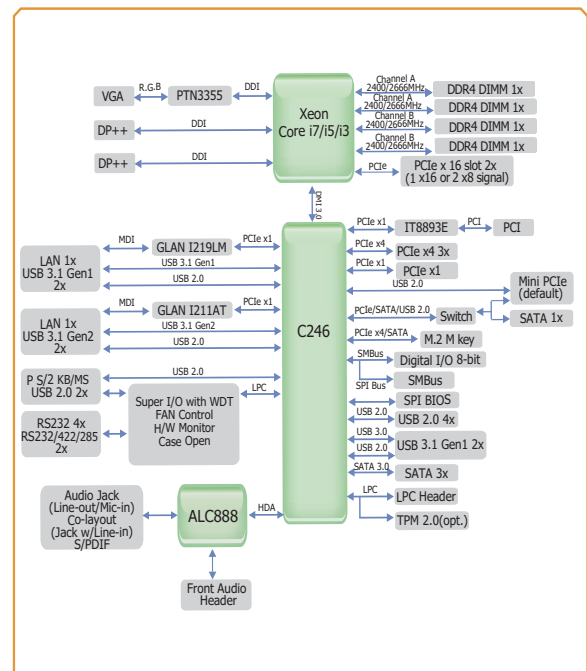 R.G.B
DDI
VGA
PTN3355
DDI
DP++
DDI
DP++
Xeon
Core i7/i5/i3
Channel A
2400/2666MHz
DDR4 DIMM 1x
Channel A
2400/2666MHz
DDR4 DIMM 1x
Channel B
2400/2666MHz
DDR4 DIMM 1x
Channel B
2400/2666MHz
DDR4 DIMM 1x
PCIe
PCIe x 16 slot 2x
(1 x16 or 2 x8 signal)
DMI 3.0
C246
MDI
GLAN I219LM
PCIe x1
LAN 1x
USB 3.1 Gen1
2x
USB 3.1 Gen1
USB 2.0
MDI
GLAN I211AT
PCIe x1
LAN 1x
USB 3.1 Gen2
2x
USB 3.1 Gen2
USB 2.0
USB 2.0
P S/2 KB/MS
USB 2.0 2x
LPC
Super I/O with WDT
FAN Control
H/W Monitor
Case Open
RS232 4x
RS232/422/285
2x
Audio Jack
(Line-out/Mic-in)
Co-layout
(Jack w/Line-in)
S/PDIF
ALC888
HDA
Front Audio
Header
PCIe x1
IT8893E
PCI
PCI
PCIe x4
PCIe x4 3x
PCIe x1
PCIe x1
USB 2.0
Mini PCIe
(default)
PCIe/SATA/USB 2.0
Switch
SATA 1x
PCIe x4/SATA
M.2 M key
SMBus
Digital I/O 8-bit
SMBus
SPI Bus
SPI BIOS
USB 2.0
USB 2.0 4x
USB 3.0
USB 3.1 Gen1 2x
USB 2.0
SATA 3.0
SATA 3x
LPC
LPC Header
TPM 2.0(opt.)